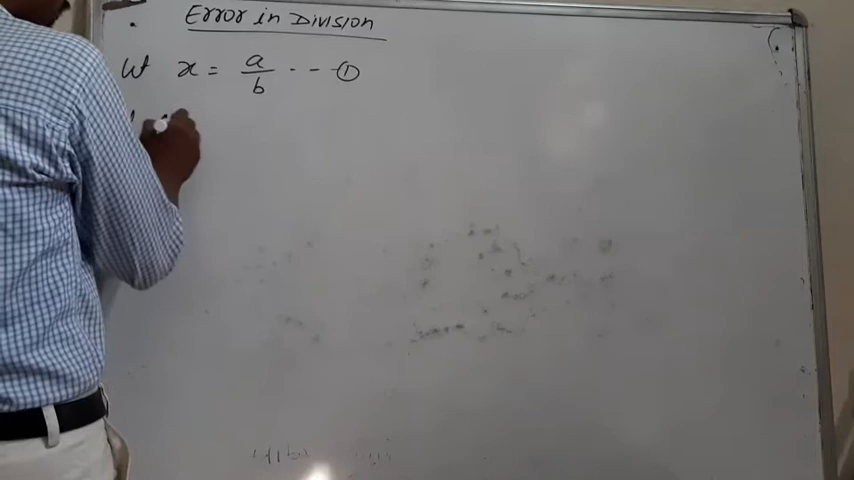 Error in Division
Let x = a/b - - - ①